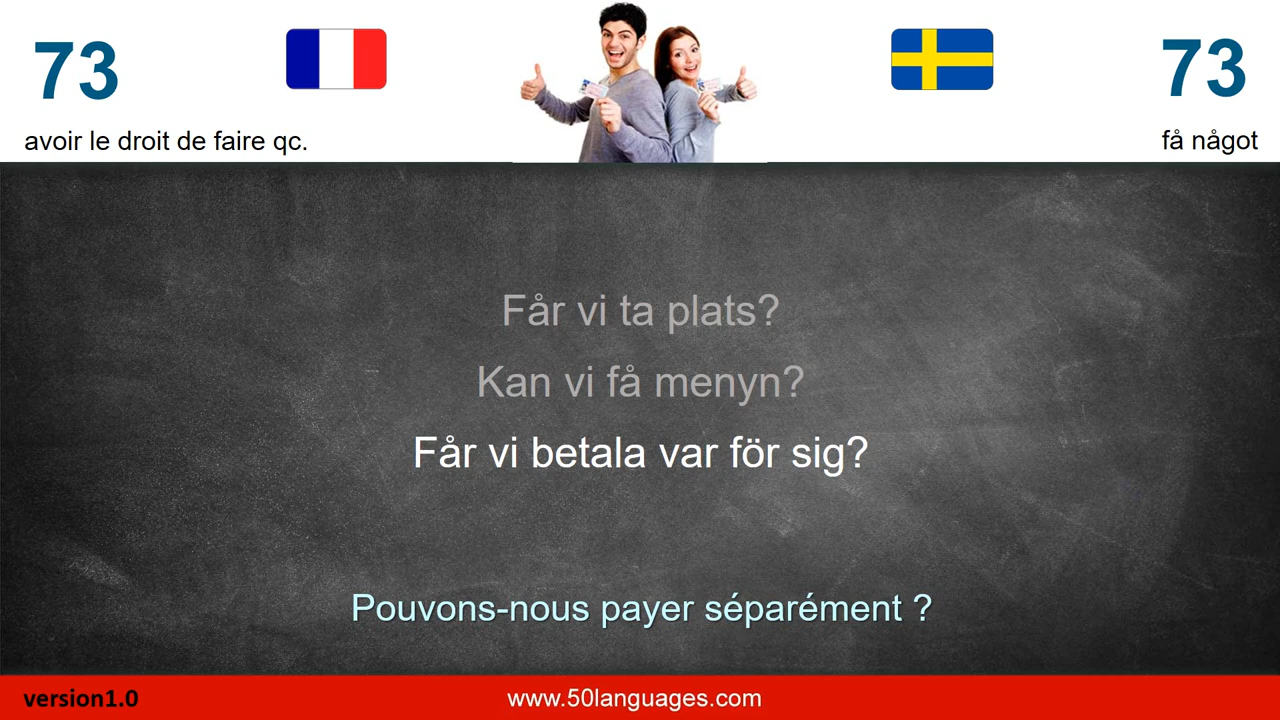 73
73
avoir le droit de faire qc.
få något
Får vi ta plats?
Kan vi få menyn?
Får vi betala var för sig?
Pouvons-nous payer séparément ?
version1.0
www.50languages.com